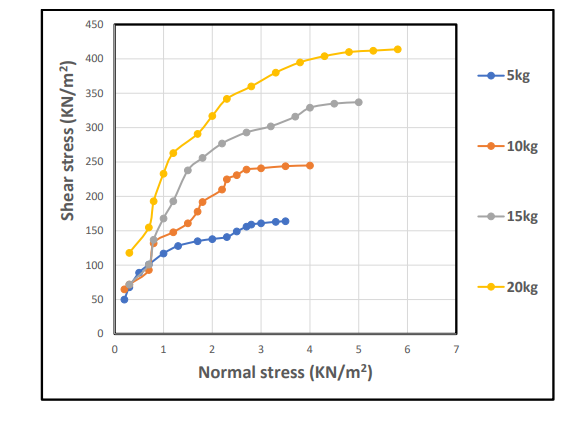 450
400
350
300
250
200
150
100
50
0
Shear stress (KN/m²)
0 1 2 3 4 5 6 7
Normal stress (KN/m²)
5kg
10kg
15kg
20kg